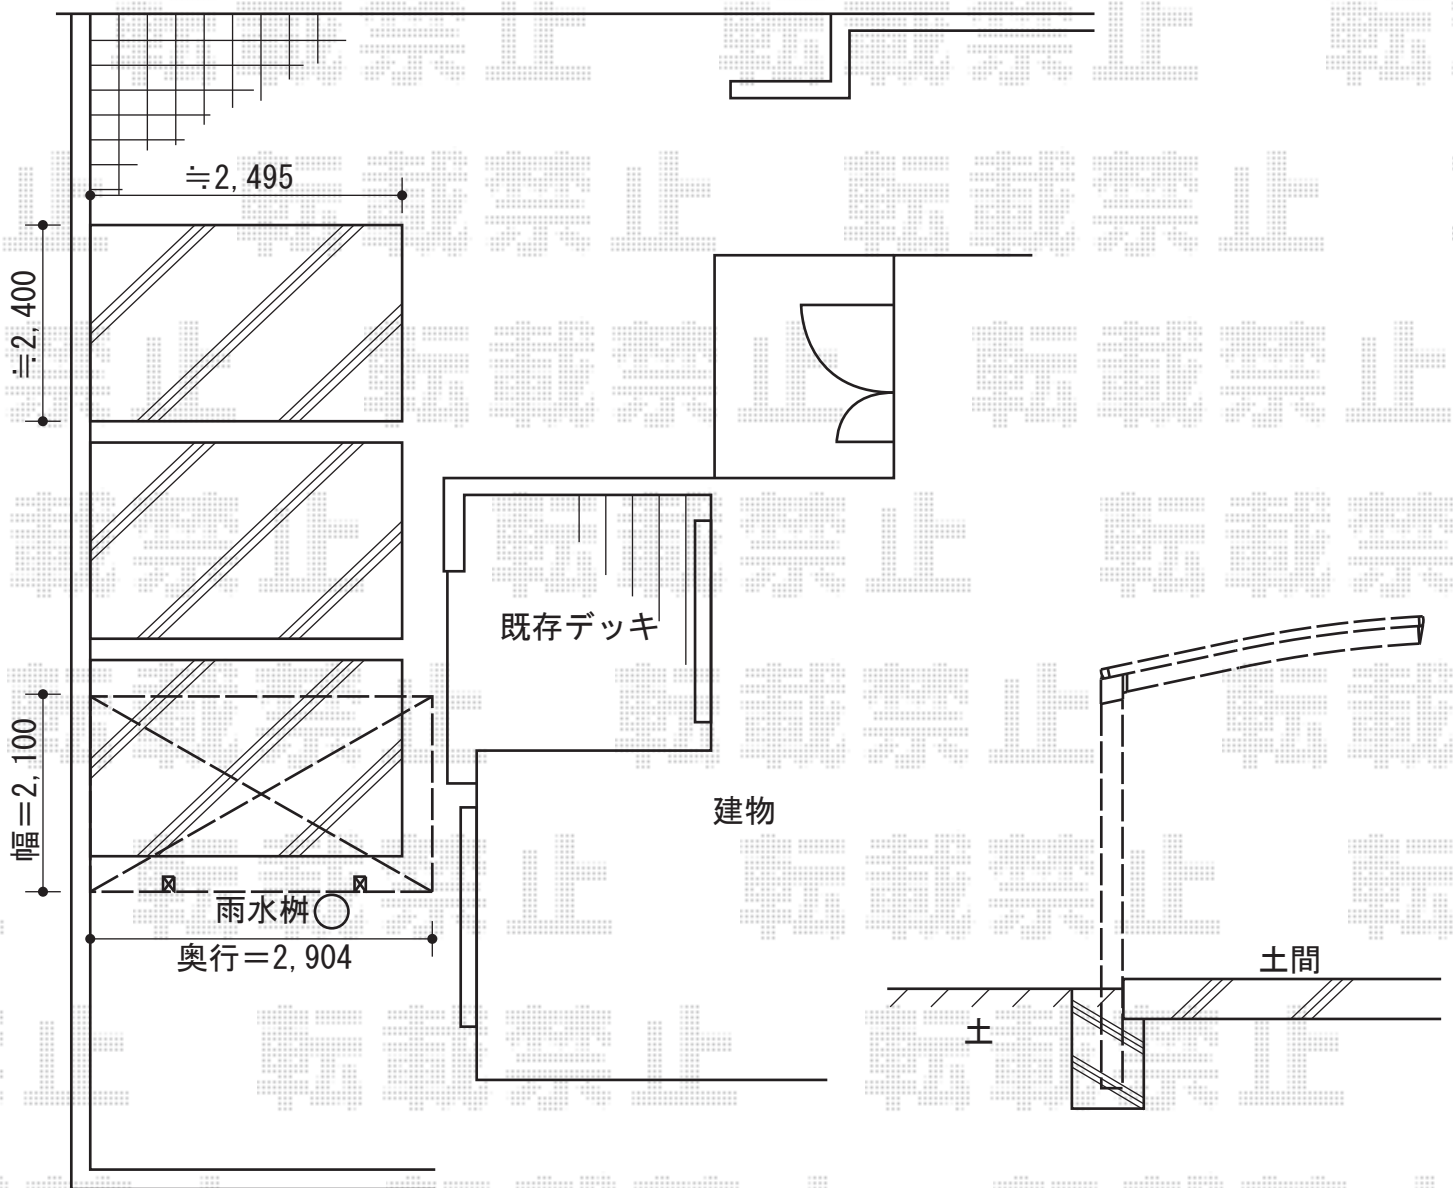 ≒2,495
≒2,400
既存デッキ
幅＝2,100
建物
雨水桝
奥行＝2,904
土間
土
転載禁止